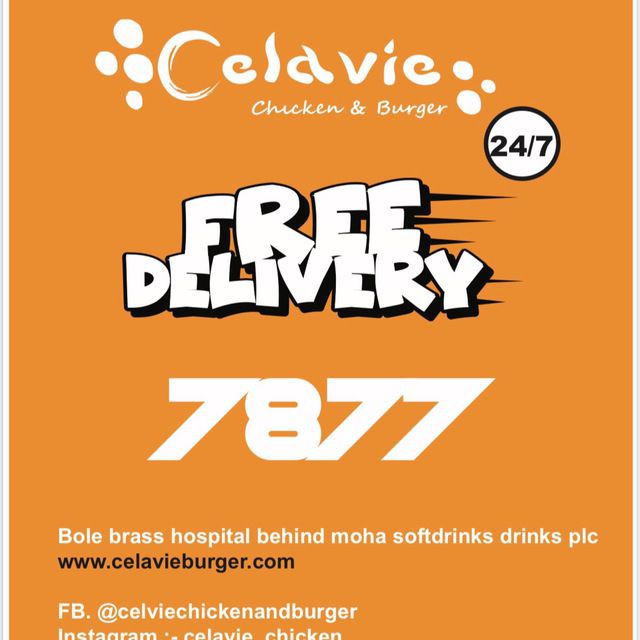 Celavie
Chicken & Burger
24/7
FREE
DELIVERY
7877
Bole brass hospital behind moha softdrinks drinks plc
www.celavieburger.com
FB. @celviechickenandburger
Instagram :- celavie_chicken